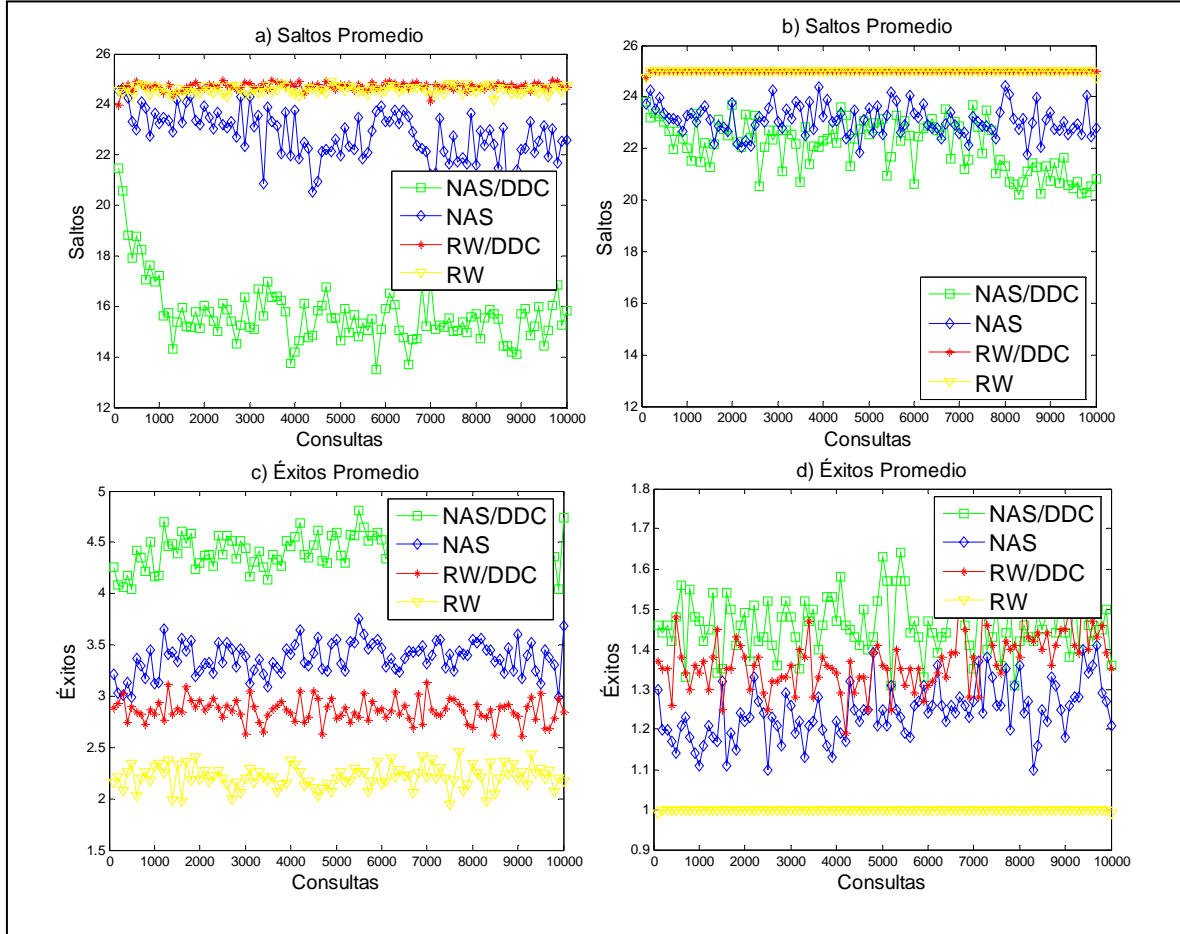 a) Saltos Promedio
26
24
22
20
18
16
14
12
Saltos
0 1000 2000 3000 4000 5000 6000 7000 8000 9000 10000
Consultas
NAS/DDC
NAS
RW/DDC
RW
b) Saltos Promedio
26
24
22
20
18
16
14
12
Saltos
0 1000 2000 3000 4000 5000 6000 7000 8000 9000 10000
Consultas
NAS/DDC
NAS
RW/DDC
RW
c) Éxitos Promedio
5
4.5
4
3.5
3
2.5
2
1.5
Éxitos
0 1000 2000 3000 4000 5000 6000 7000 8000 9000 10000
Consultas
NAS/DDC
NAS
RW/DDC
RW
d) Éxitos Promedio
1.8
1.7
1.6
1.5
1.4
1.3
1.2
1.1
1
0.9
Éxitos
0 1000 2000 3000 4000 5000 6000 7000 8000 9000 10000
Consultas
NAS/DDC
NAS
RW/DDC
RW